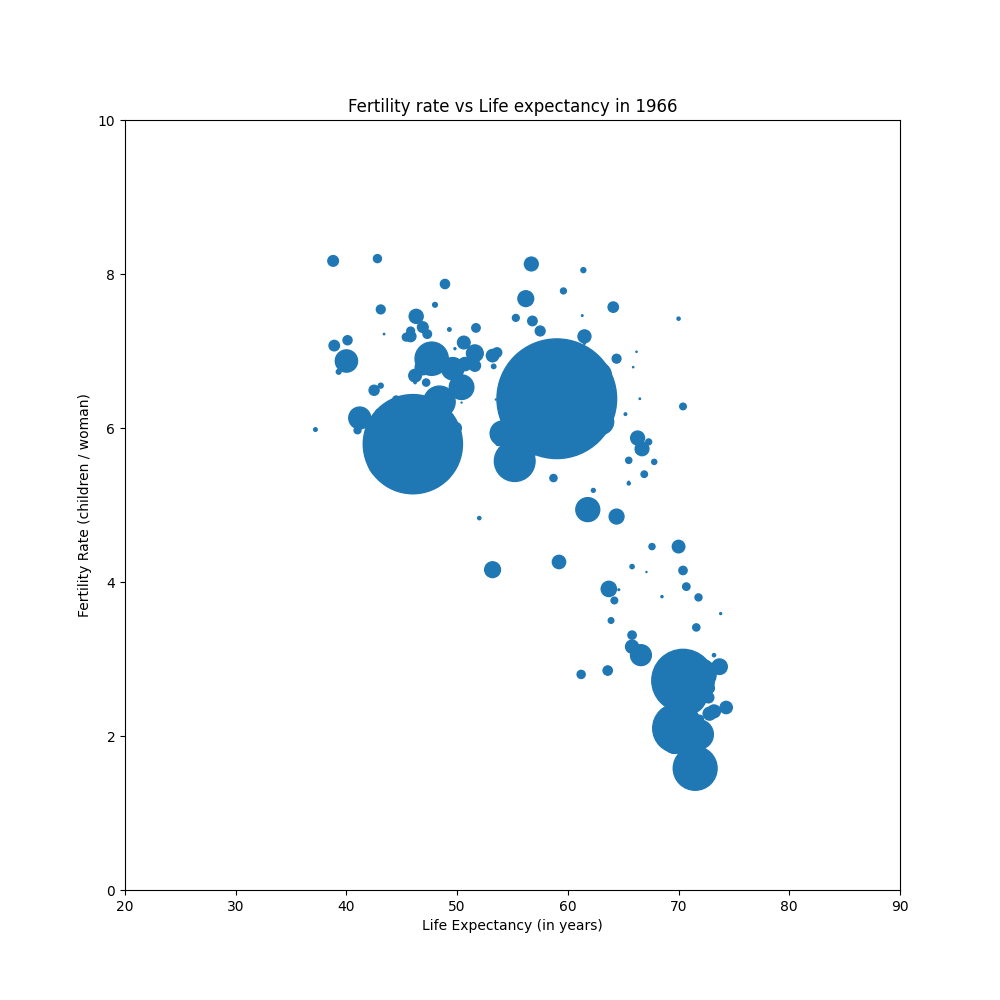 Fertility rate vs Life expectancy in 1966
10
8
6
4
2
0
Fertility Rate (children / woman)
20 30 40 50 60 70 80 90
Life Expectancy (in years)